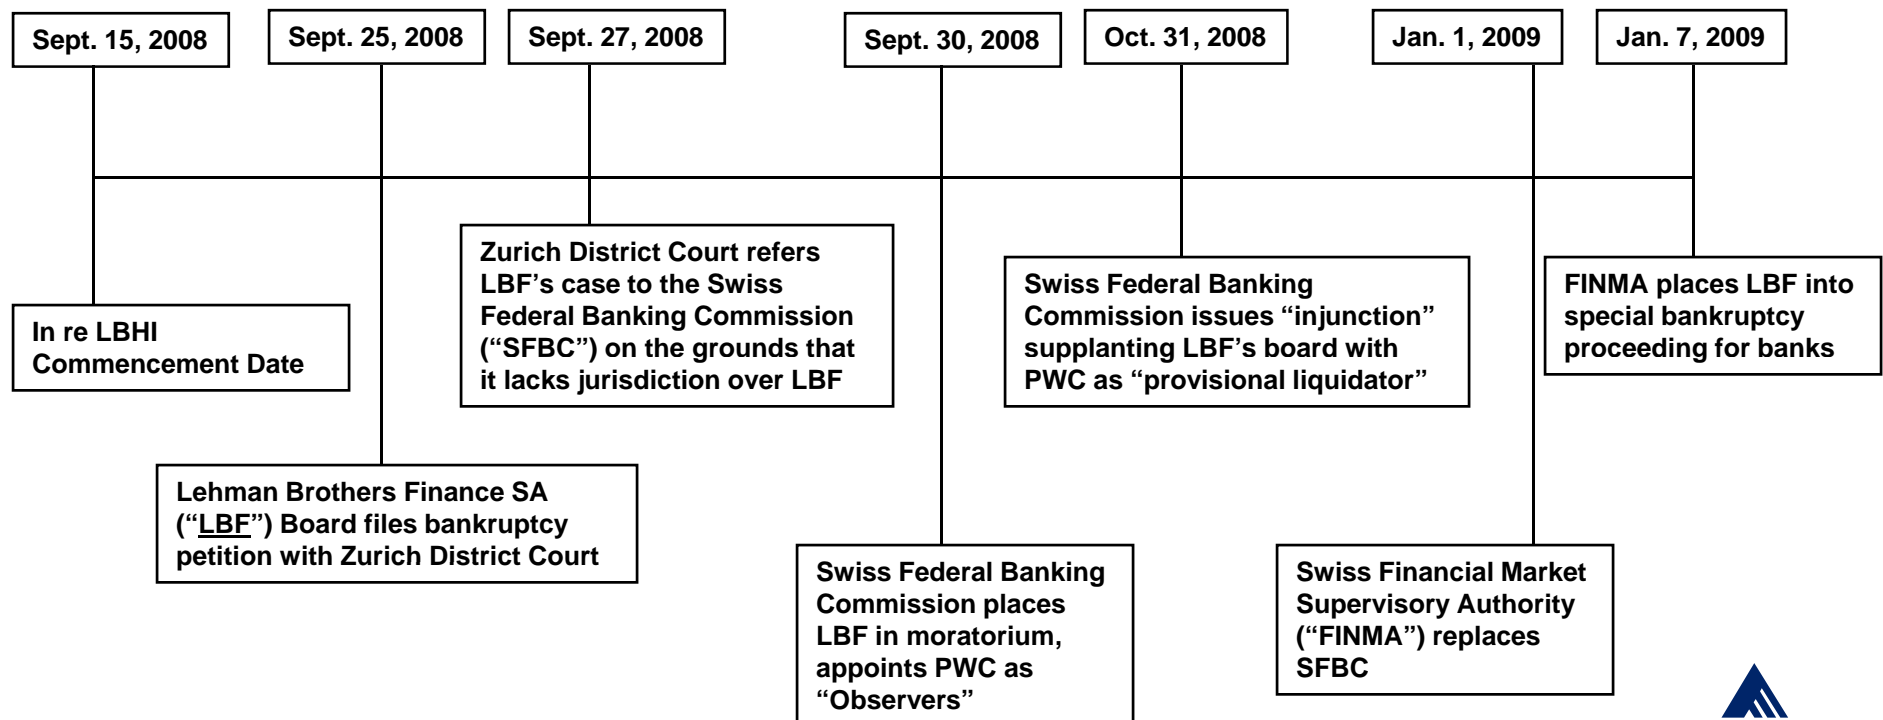 Sept. 15, 2008
Sept. 25, 2008
Sept. 27, 2008
Sept. 30, 2008
Oct. 31, 2008
Jan. 1, 2009
Jan. 7, 2009
In re LBHI
Commencement Date
Lehman Brothers Finance SA
(“LBF”) Board files bankruptcy
petition with Zurich District Court
Zurich District Court refers
LBF’s case to the Swiss
Federal Banking Commission
(“SFBC”) on the grounds that
it lacks jurisdiction over LBF
Swiss Federal Banking
Commission places
LBF in moratorium,
appoints PWC as
“Observers”
Swiss Federal Banking
Commission issues “injunction”
supplanting LBF’s board with
PWC as “provisional liquidator”
Swiss Financial Market
Supervisory Authority
(“FINMA”) replaces
SFBC
FINMA places LBF into
special bankruptcy
proceeding for banks